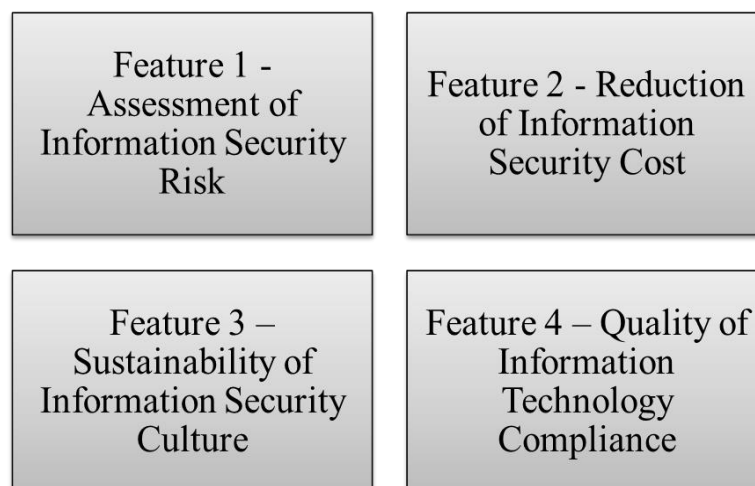 Feature 1 -
Assessment of
Information Security
Risk
Feature 2 - Reduction
of Information
Security Cost
Feature 3 –
Sustainability of
Information Security
Culture
Feature 4 – Quality of
Information
Technology
Compliance